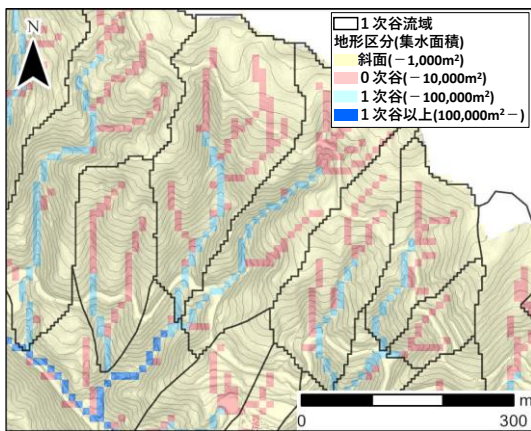 N
1次谷流域
地形区分(集水面積)
斜面(－1,000m²)
0次谷(－10,000m²)
1次谷(－100,000m²)
1次谷以上(100,000m²－)
m
0 300